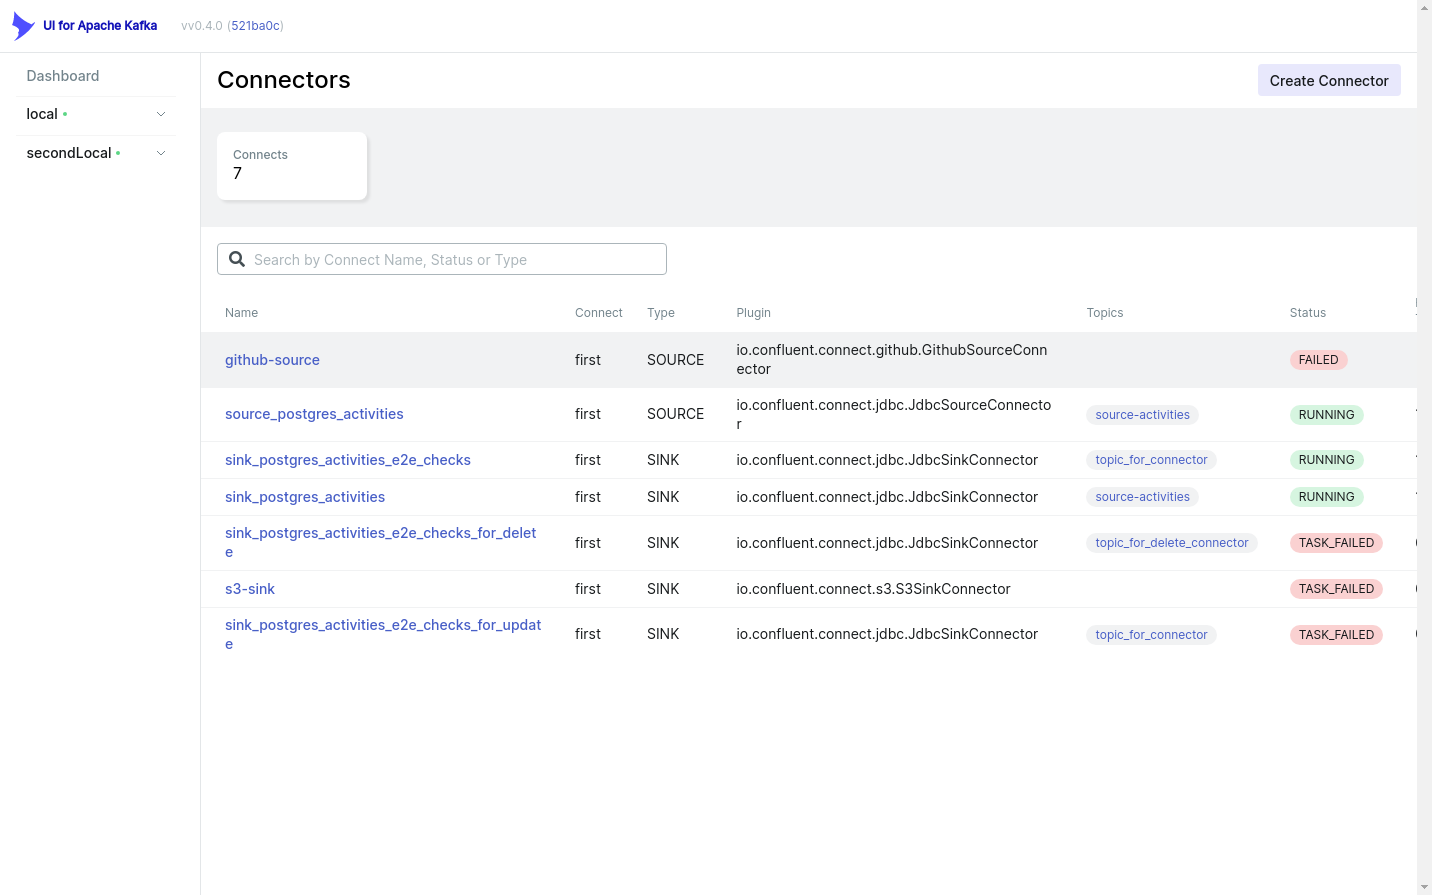 UI for Apache Kafka vv0.4.0 (521ba0c)
Dashboard
local
secondLocal
Connectors
Create Connector
Connects
7
Search by Connect Name, Status or Type
Name Connect Type Plugin Topics Status
github-source first SOURCE io.confluent.connect.github.GithubSourceConn
ector FAILED
source_postgres_activities first SOURCE io.confluent.connect.jdbc.JdbcSourceConnecto
r source-activities RUNNING
sink_postgres_activities_e2e_checks first SINK io.confluent.connect.jdbc.JdbcSinkConnector topic_for_connector RUNNING
sink_postgres_activities first SINK io.confluent.connect.jdbc.JdbcSinkConnector source-activities RUNNING
sink_postgres_activities_e2e_checks_for_delet
e first SINK io.confluent.connect.jdbc.JdbcSinkConnector topic_for_delete_connector TASK_FAILED
s3-sink first SINK io.confluent.connect.s3.S3SinkConnector TASK_FAILED
sink_postgres_activities_e2e_checks_for_updat
e first SINK io.confluent.connect.jdbc.JdbcSinkConnector topic_for_connector TASK_FAILED